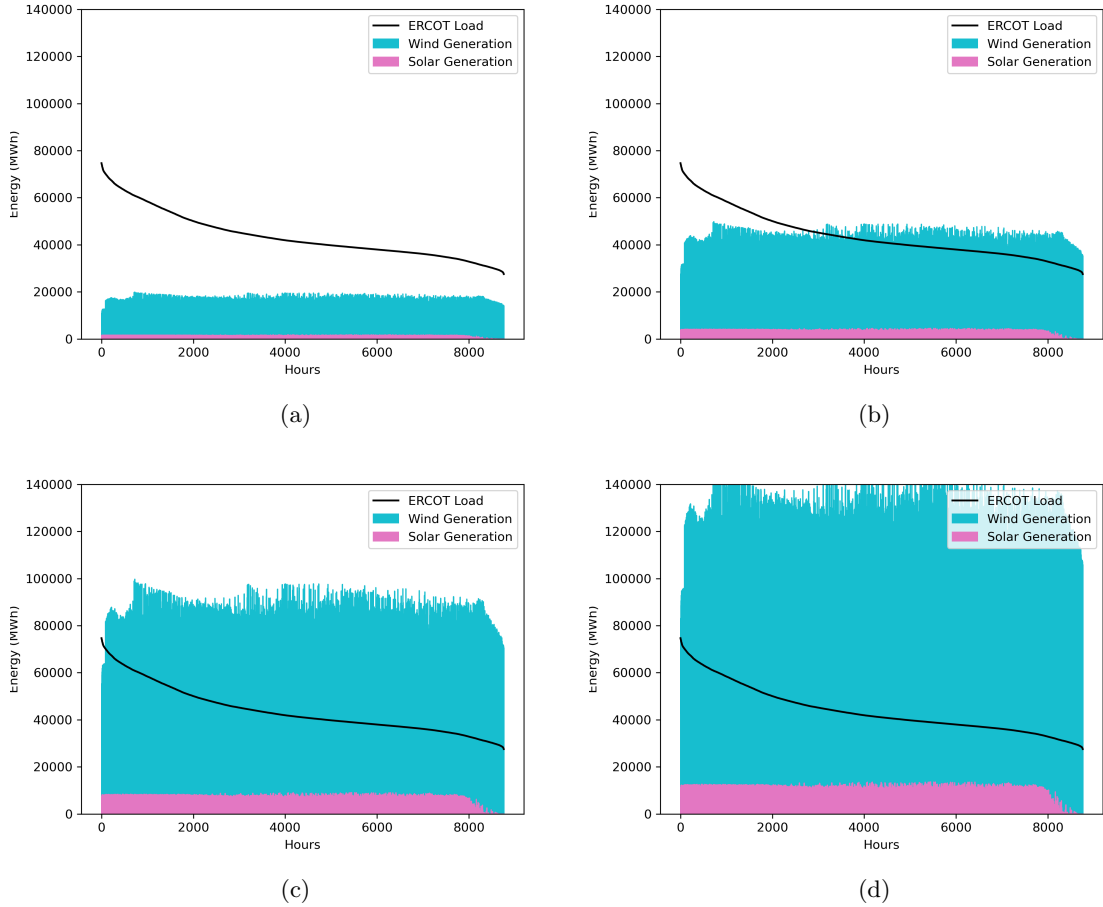 140000
120000
100000
80000
60000
40000
20000
0
Energy (MWh)
ERCOT Load
Wind Generation
Solar Generation
0 2000 4000 6000 8000
Hours
(a)
140000
120000
100000
80000
60000
40000
20000
0
Energy (MWh)
ERCOT Load
Wind Generation
Solar Generation
0 2000 4000 6000 8000
Hours
(b)
140000
120000
100000
80000
60000
40000
20000
0
Energy (MWh)
ERCOT Load
Wind Generation
Solar Generation
0 2000 4000 6000 8000
Hours
(c)
140000
120000
100000
80000
60000
40000
20000
0
Energy (MWh)
ERCOT Load
Wind Generation
Solar Generation
0 2000 4000 6000 8000
Hours
(d)